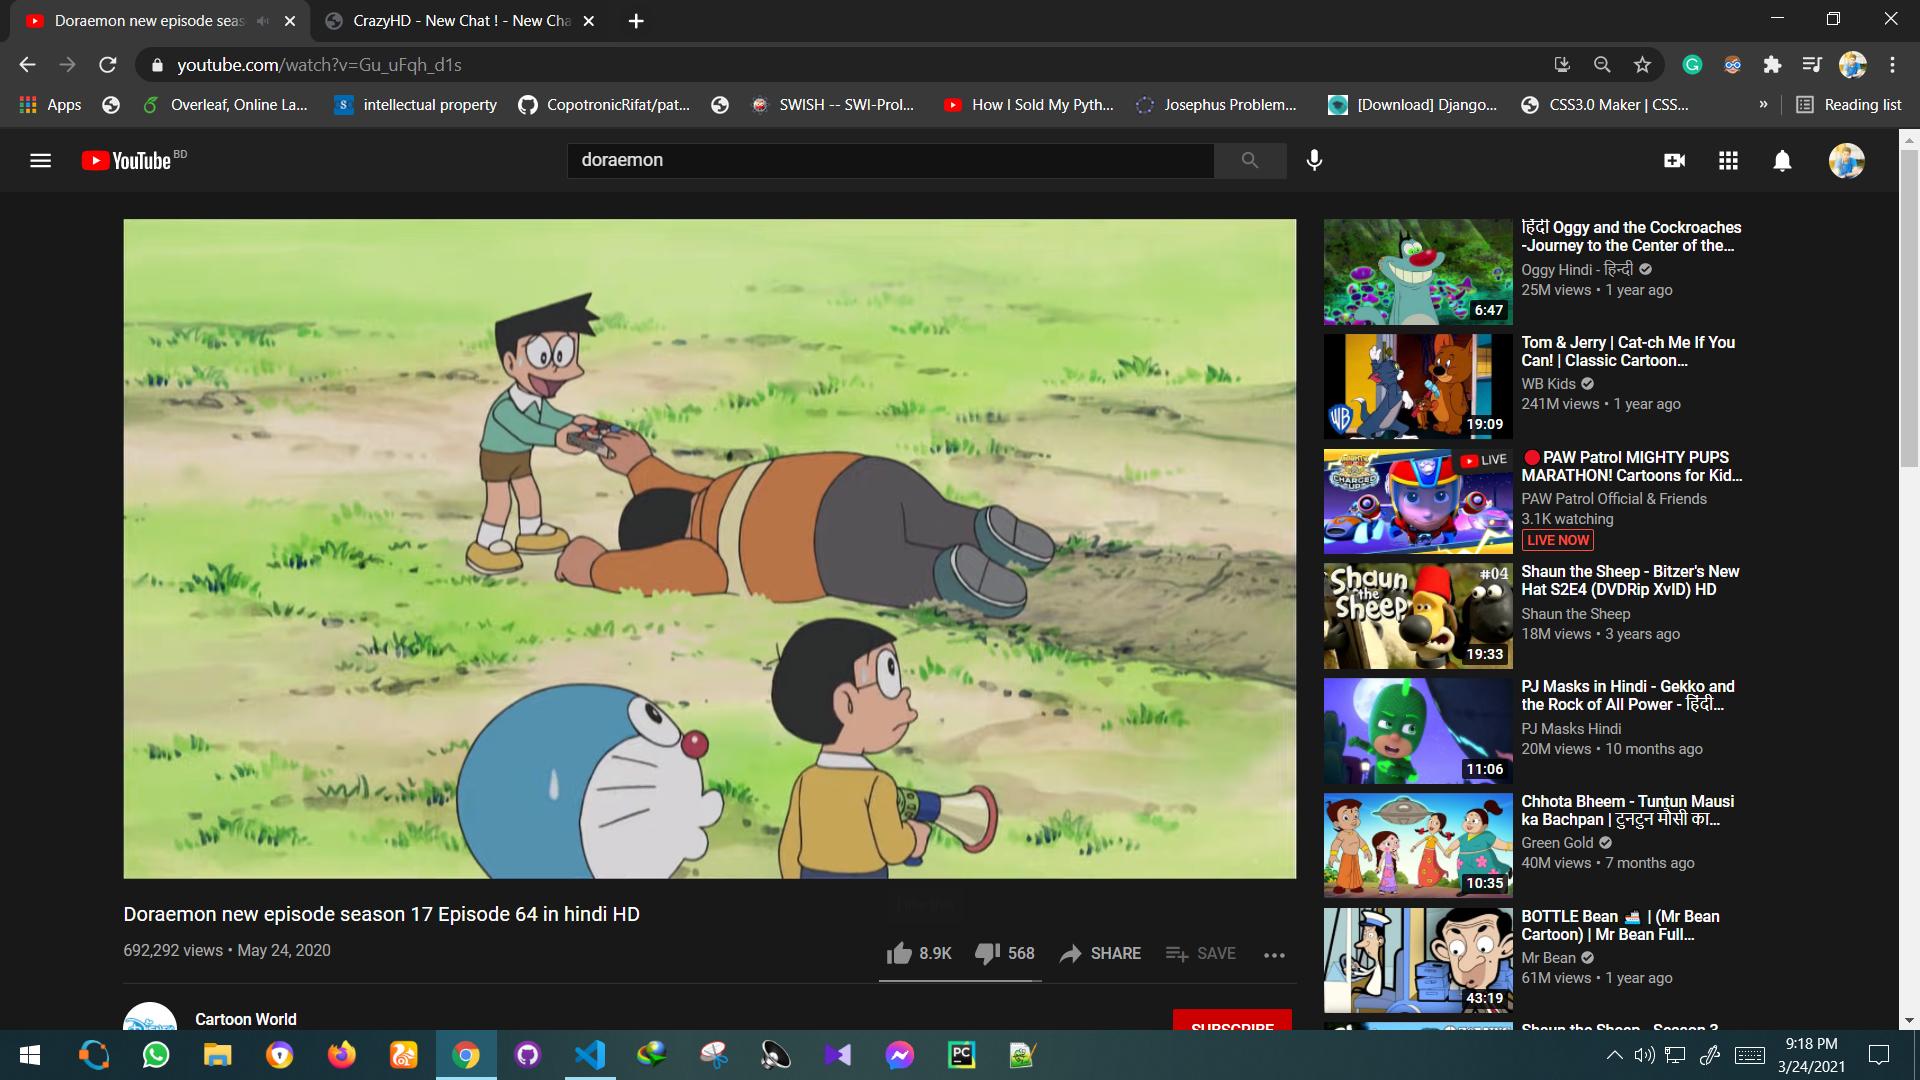 Doraemon new episode seas
CrazyHD - New Chat ! - New Cha
youtube.com/watch?v=Gu_uFqh_d1s
Apps
Overleaf, Online La...
intellectual property
CopotronicRifat/pat...
SWISH -- SWI-Prol...
How I Sold My Pyth...
Josephus Problem...
[Download] Django...
CSS3.0 Maker | CSS...
»
Reading list
YouTube BD
doraemon
Doraemon new episode season 17 Episode 64 in hindi HD
692,292 views • May 24, 2020
8.9K
568
SHARE
SAVE
Cartoon World
SUBSCRIBE
हिंदी Oggy and the Cockroaches
-Journey to the Center of the...
Oggy Hindi - हिन्दी
25M views • 1 year ago
6:47
Tom & Jerry | Cat-ch Me If You
Can! | Classic Cartoon...
WB Kids
241M views • 1 year ago
WB
19:09
PAW Patrol MIGHTY PUPS
MARATHON! Cartoons for Kid...
PAW Patrol Official & Friends
3.1K watching
LIVE NOW
LIVE
CHARGED UP
Shaun the Sheep - Bitzer's New
Hat S2E4 (DVDRip XviD) HD
Shaun the Sheep
18M views • 3 years ago
Shaun
the
Sheep
#04
19:33
PJ Masks in Hindi - Gekko and
the Rock of All Power - हिंदी...
PJ Masks Hindi
20M views • 10 months ago
11:06
Chhota Bheem - Tuntun Mausi
ka Bachpan | टुनटुन मौसी का...
Green Gold
40M views • 7 months ago
10:35
BOTTLE Bean | (Mr Bean
Cartoon) | Mr Bean Full...
Mr Bean
61M views • 1 year ago
43:19
Shaun the Sheep - Season 3
PC
9:18 PM
3/24/2021